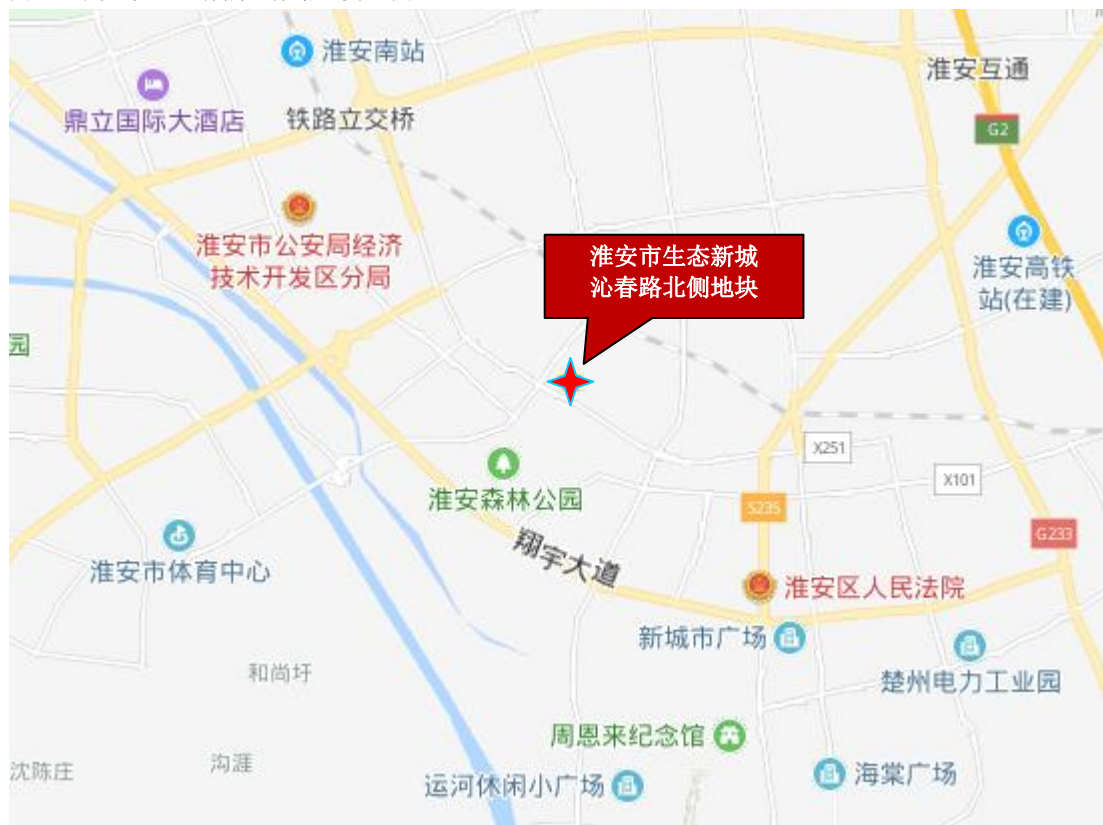 淮安南站
淮安互通
鼎立国际大酒店
铁路立交桥
G2
淮安市公安局经济
技术开发区分局
淮安市生态新城
沁春路北侧地块
淮安高铁
站(在建)
园
X251
X101
淮安森林公园
S235
G233
翔宇大道
淮安市体育中心
淮安区人民法院
新城市广场
和尚圩
楚州电力工业园
周恩来纪念馆
沟涯
沈陈庄
海棠广场
运河休闲小广场